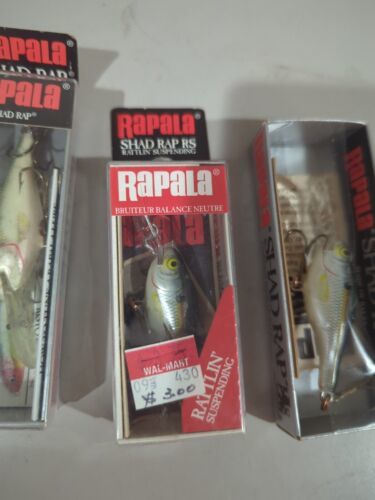 RAPALA
SHAD RAP
RAPALA
SHAD RAP
RAPALA
SHAD RAP RS
RATTLIN' SUSPENDING
RAPALA
BRUITEUR BALANCE NEUTRE
WAL-MART
093 430
$ 3.00
RATTLIN'
SUSPENDING
RAPALA
SHAD RAP RS